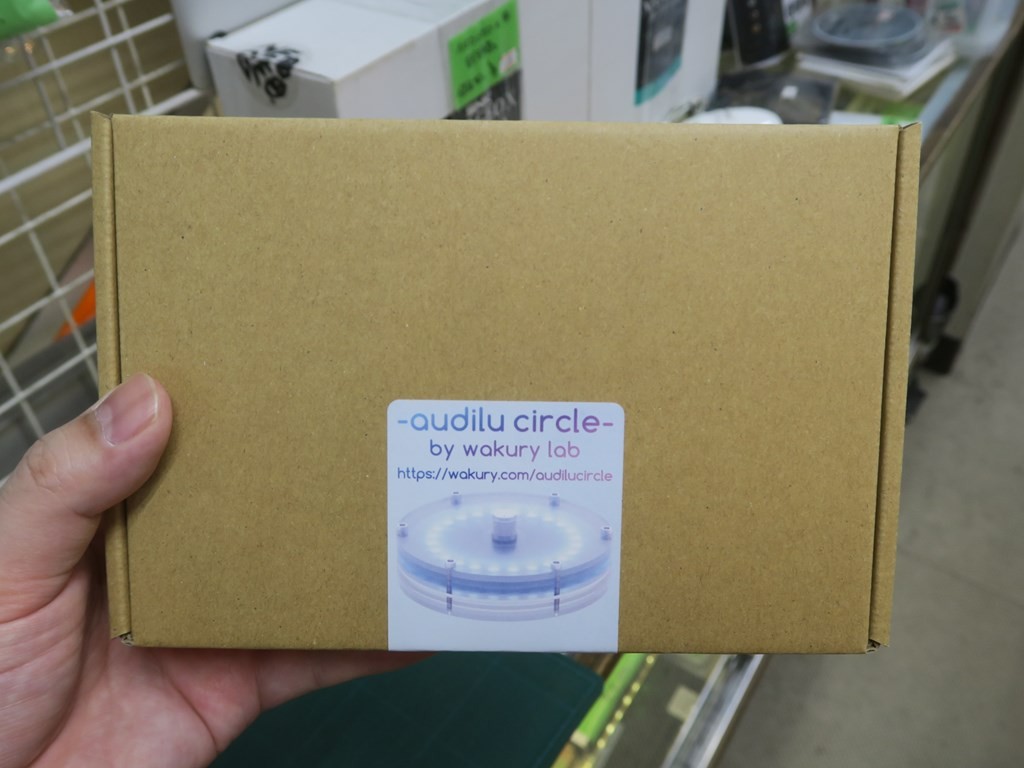 -audilu circle-
by wakury lab
https://wakury.com/audilucircle